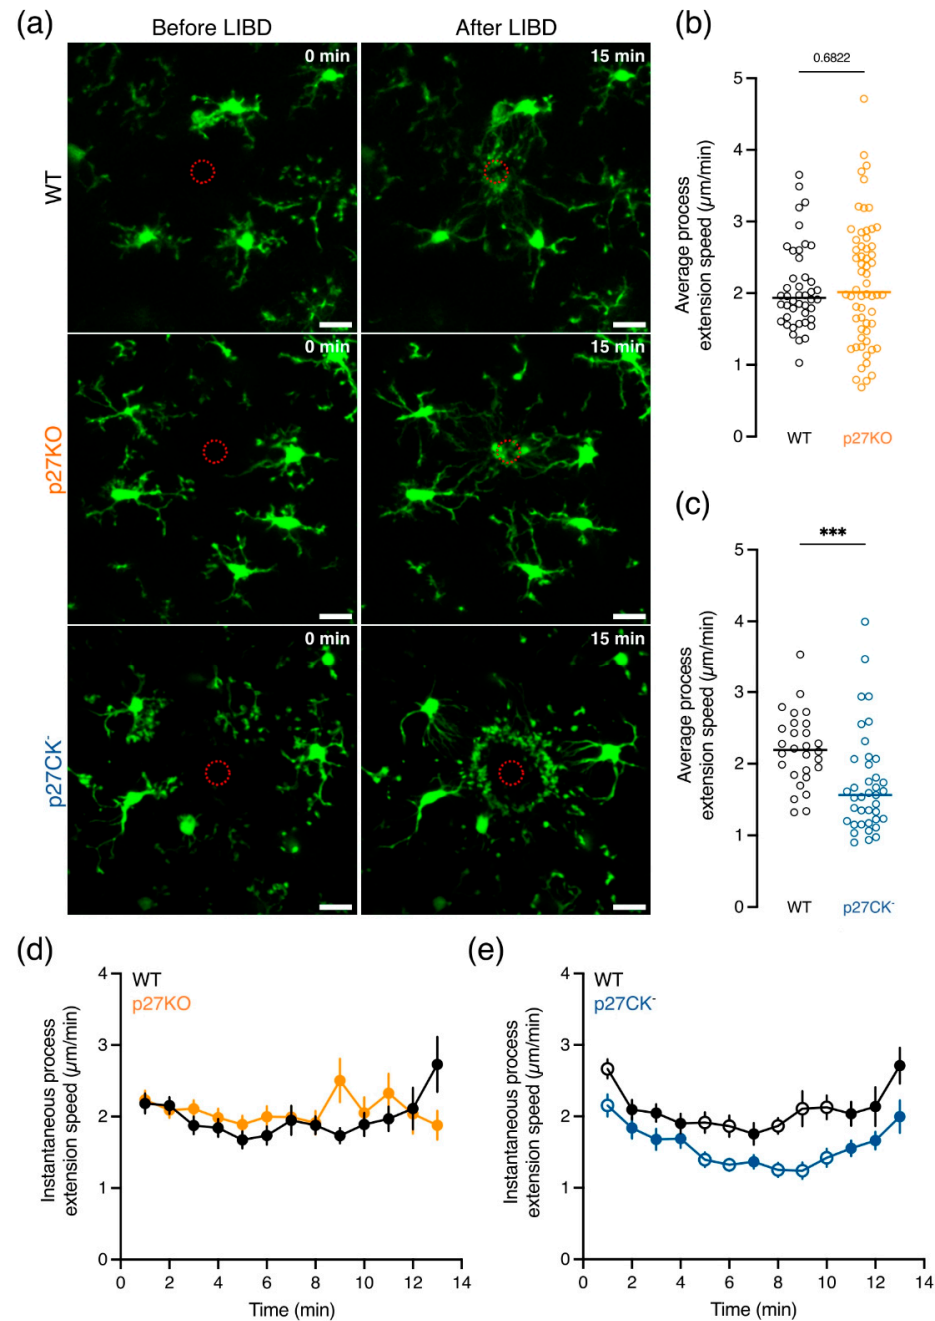 (a)
Before LIBD
After LIBD
WT
0 min
15 min
p27KO
0 min
15 min
p27CK-
0 min
15 min
(b)
0.6822
Average process
extension speed (µm/min)
5
4
3
2
1
0
WT
p27KO
(c)
***
Average process
extension speed (µm/min)
5
4
3
2
1
0
WT
p27CK-
(d)
WT
p27KO
Instantaneous process
extension speed (µm/min)
4
3
2
1
0
0 2 4 6 8 10 12 14
Time (min)
(e)
WT
p27CK-
Instantaneous process
extension speed (µm/min)
4
3
2
1
0
0 2 4 6 8 10 12 14
Time (min)